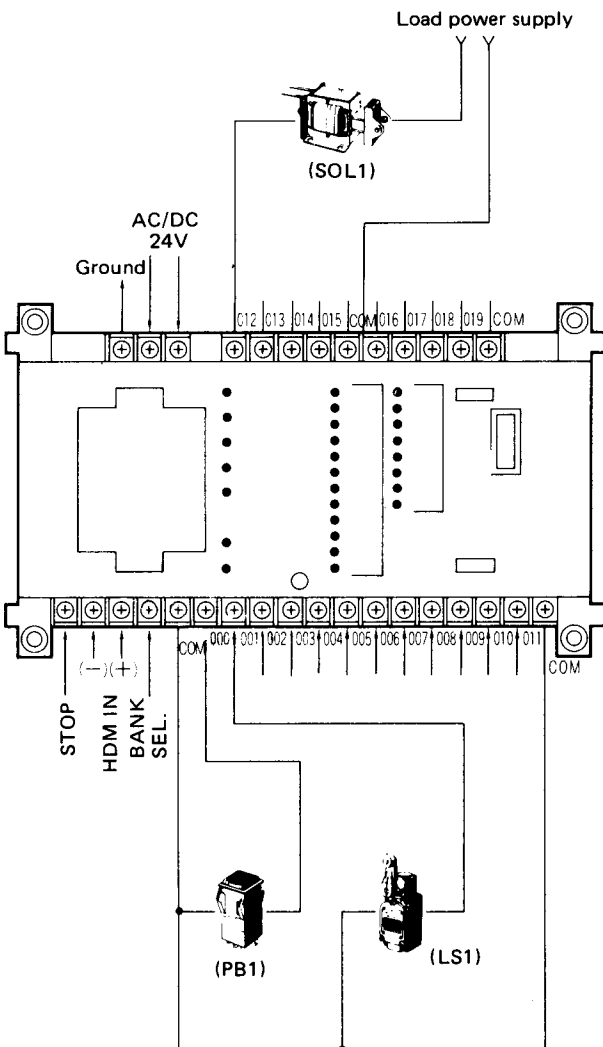 Load power supply
(SOL1)
AC/DC
24V
Ground
012 013 014 015 COM 016 017 018 019 COM
COM 000 001 002 003 004 005 006 007 008 009 010 011 COM
(-) (+)
STOP
HDM IN
BANK
SEL.
(PB1)
(LS1)